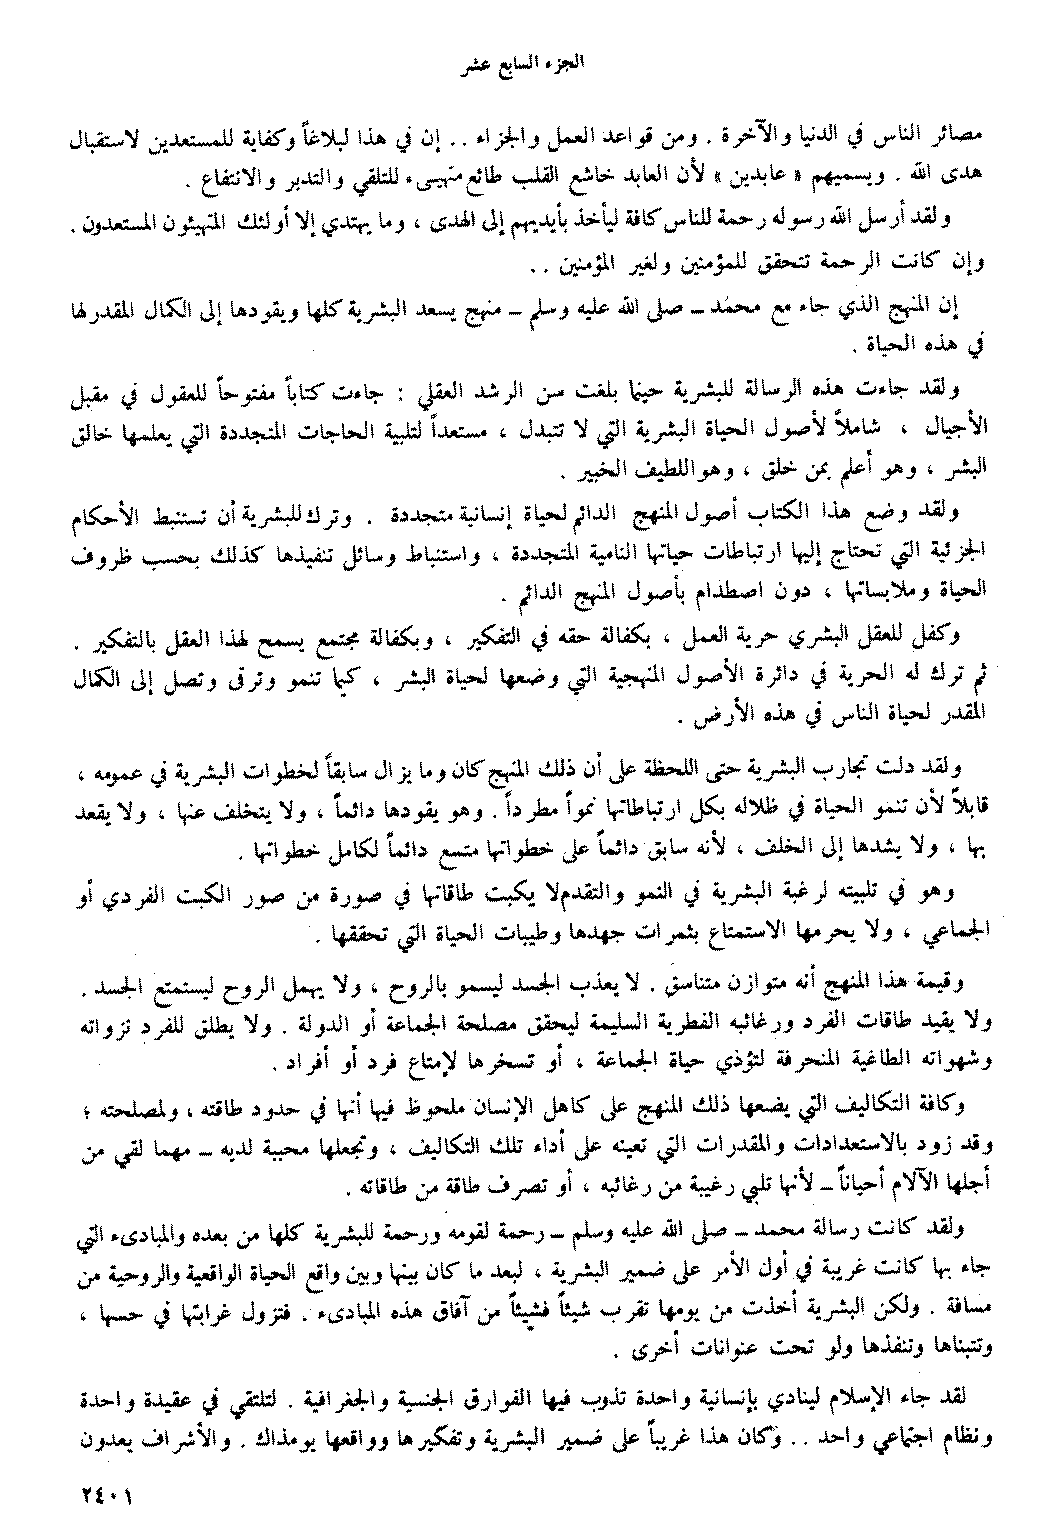 الجزء السابع عشر
مصائر الناس في الدنيا والآخرة . ومن قواعد العمل والجزاء .. إن في هذا لبلاغاً وكفاية للمستعدين لاستقبال
هدى الله . ويسميهم « عابدين » لأن العابد خاشع القلب طائع متهيىء للتلقي والتدبر والانتفاع .
ولقد أرسل الله رسوله رحمة للناس كافة ليأخذ بأيديهم إلى الهدى ، وما يهتدي إلا أولئك المتهيئون المستعدون .
وإن كانت الرحمة تتحقق للمؤمنين ولغير المؤمنين ..
إن المنهج الذي جاء مع محمد – صلى الله عليه وسلم – منهج يسعد البشرية كلها ويقودها إلى الكمال المقدر لها
في هذه الحياة .
ولقد جاءت هذه الرسالة للبشرية حينما بلغت سن الرشد العقلي : جاءت كتاباً مفتوحاً للعقول في مقبل
الأجيال ، شاملاً لأصول الحياة البشرية التي لا تتبدل ، مستعداً لتلبية الحاجات المتجددة التي يعلمها خالق
البشر ، وهو أعلم بمن خلق ، وهو اللطيف الخبير .
ولقد وضع هذا الكتاب أصول المنهج الدائم لحياة إنسانية متجددة . وترك للبشرية أن تستنبط الأحكام
الجزئية التي تحتاج إليها ارتباطات حياتها النامية المتجددة ، واستنباط وسائل تنفيذها كذلك بحسب ظروف
الحياة وملابساتها ، دون اصطدام بأصول المنهج الدائم .
وكفل للعقل البشري حرية العمل ، بكفالة حقه في التفكير ، وبكفالة مجتمع يسمح لهذا العقل بالتفكير .
ثم ترك له الحرية في دائرة الأصول المنهجية التي وضعها لحياة البشر ، كيما تنمو وترقى وتصل إلى الكمال
المقدر لحياة الناس في هذه الأرض .
ولقد دلت تجارب البشرية حتى اللحظة على أن ذلك المنهج كان وما يزال سابقاً لخطوات البشرية في عمومه ،
قابلاً لأن تنمو الحياة في ظلاله بكل ارتباطاتها نمواً مطرداً . وهو يقودها دائماً ، ولا يتخلف عنها ، ولا يقعد
بها ، ولا يشدها إلى الخلف ، لأنه سابق دائماً على خطواتها متسع دائماً لكامل خطواتها .
وهو في تلبيته لرغبة البشرية في النمو والتقدم لا يكبت طاقاتها في صورة من صور الكبت الفردي أو
الجماعي ، ولا يحرمها الاستمتاع بثمرات جهدها وطيبات الحياة التي تحققها .
وقيمة هذا المنهج أنه متوازن متناسق . لا يعذب الجسد ليسمو بالروح ، ولا يهمل الروح ليستمتع الجسد .
ولا يقيد طاقات الفرد ورغائبه الفطرية السليمة ليحقق مصلحة الجماعة أو الدولة . ولا يطلق للفرد نزواته
وشهواته الطاغية المنحرفة لتؤذي حياة الجماعة ، أو تسخرها لإمتاع فرد أو أفراد .
وكافة التكاليف التي يضعها ذلك المنهج على كاهل الإنسان ملحوظ فيها أنها في حدود طاقته ، ولمصلحته ؛
وقد زود بالاستعدادات والمقدرات التي تعينه على أداء تلك التكاليف ، وتجعلها محببة لديه – مهما لقي من
أجلها الآلام أحياناً – لأنها تلبي رغيبة من رغائبه ، أو تصرف طاقة من طاقاته .
ولقد كانت رسالة محمد – صلى الله عليه وسلم – رحمة لقومه ورحمة للبشرية كلها من بعده والمبادىء التي
جاء بها كانت غريبة في أول الأمر على ضمير البشرية ، لبعد ما كان بينها وبين واقع الحياة الواقعية والروحية من
مسافة . ولكن البشرية أخذت من يومها تقرب شيئاً فشيئاً من آفاق هذه المبادىء . فتزول غرابتها في حسها ،
وتتبناها وتنفذها ولو تحت عنوانات أخرى .
لقد جاء الإسلام لينادي بإنسانية واحدة تذوب فيها الفوارق الجنسية والجغرافية . لتلتقي في عقيدة واحدة
ونظام اجتماعي واحد .. وكان هذا غريباً على ضمير البشرية وتفكيرها وواقعها يومذاك . والأشراف يعدون
٢٤٠١